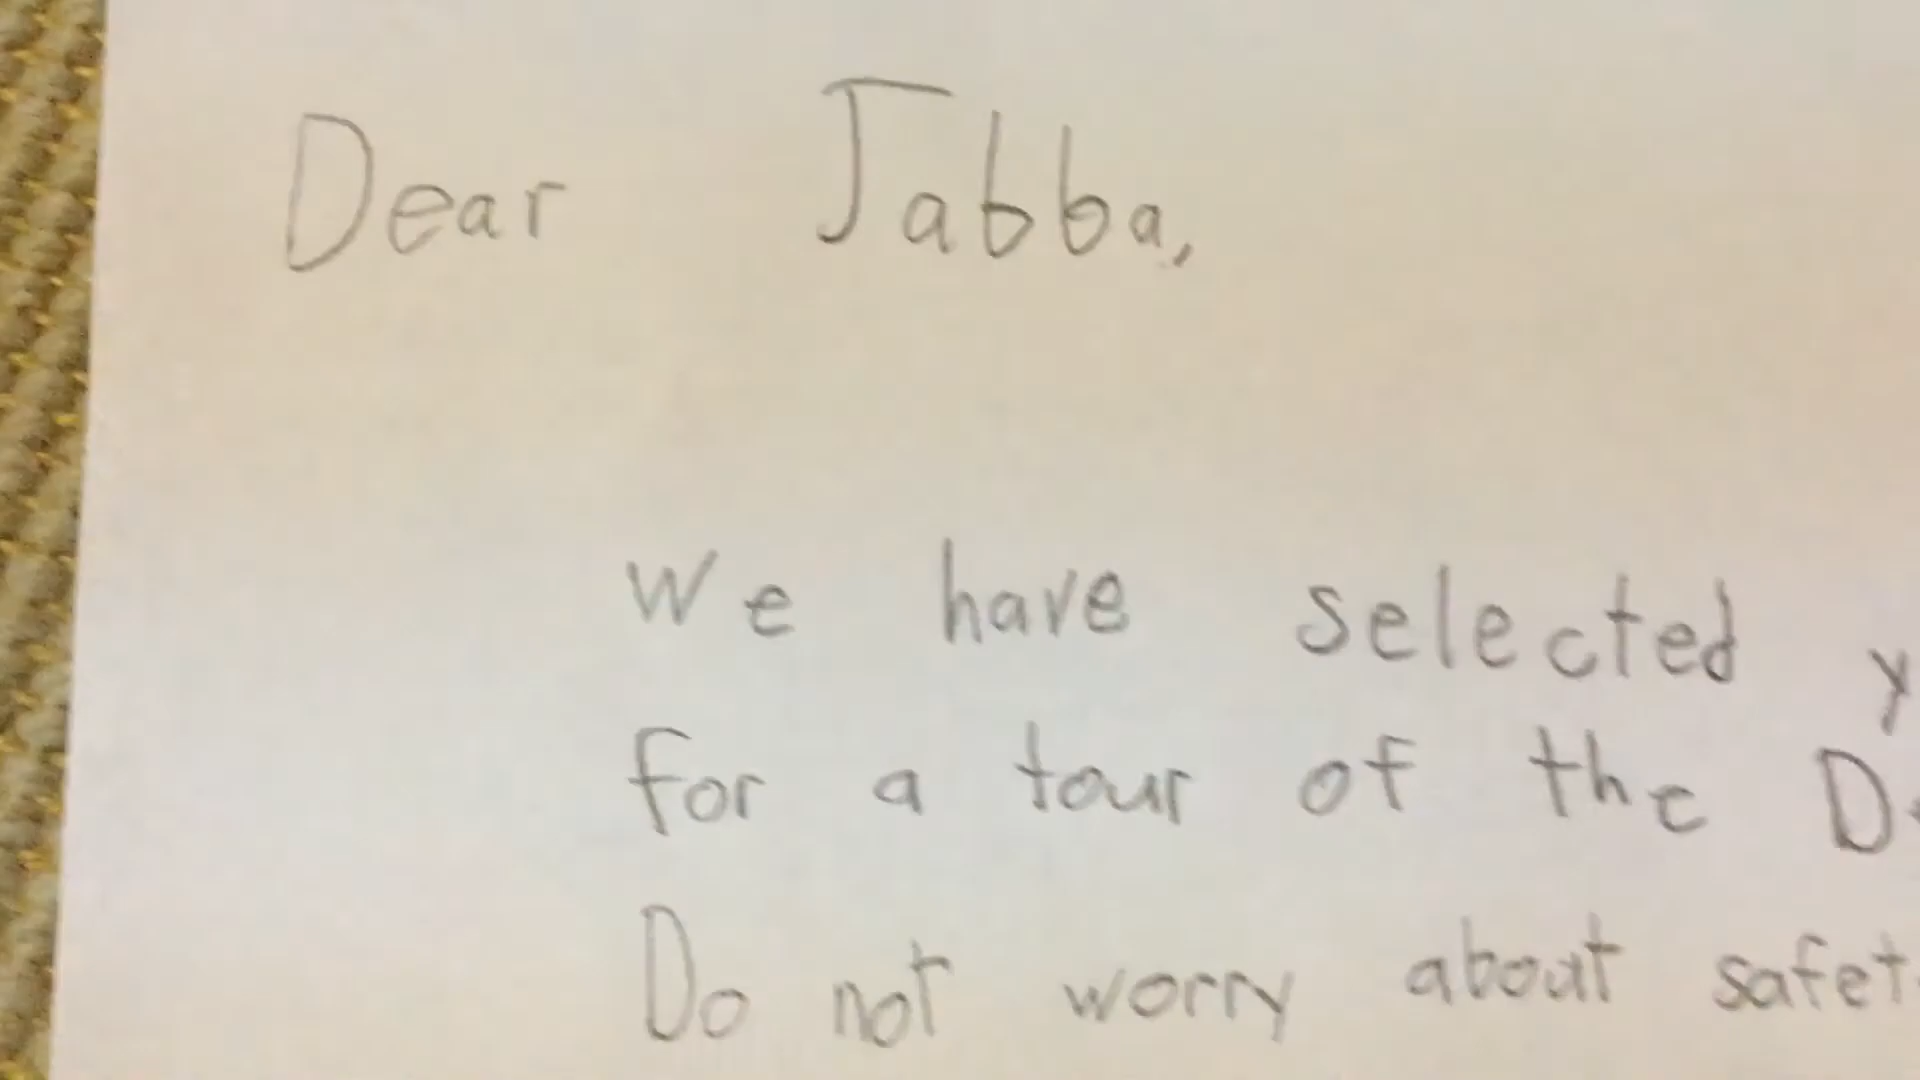 Dear Jabba,
We have selected
for a tour of the
Do not worry about